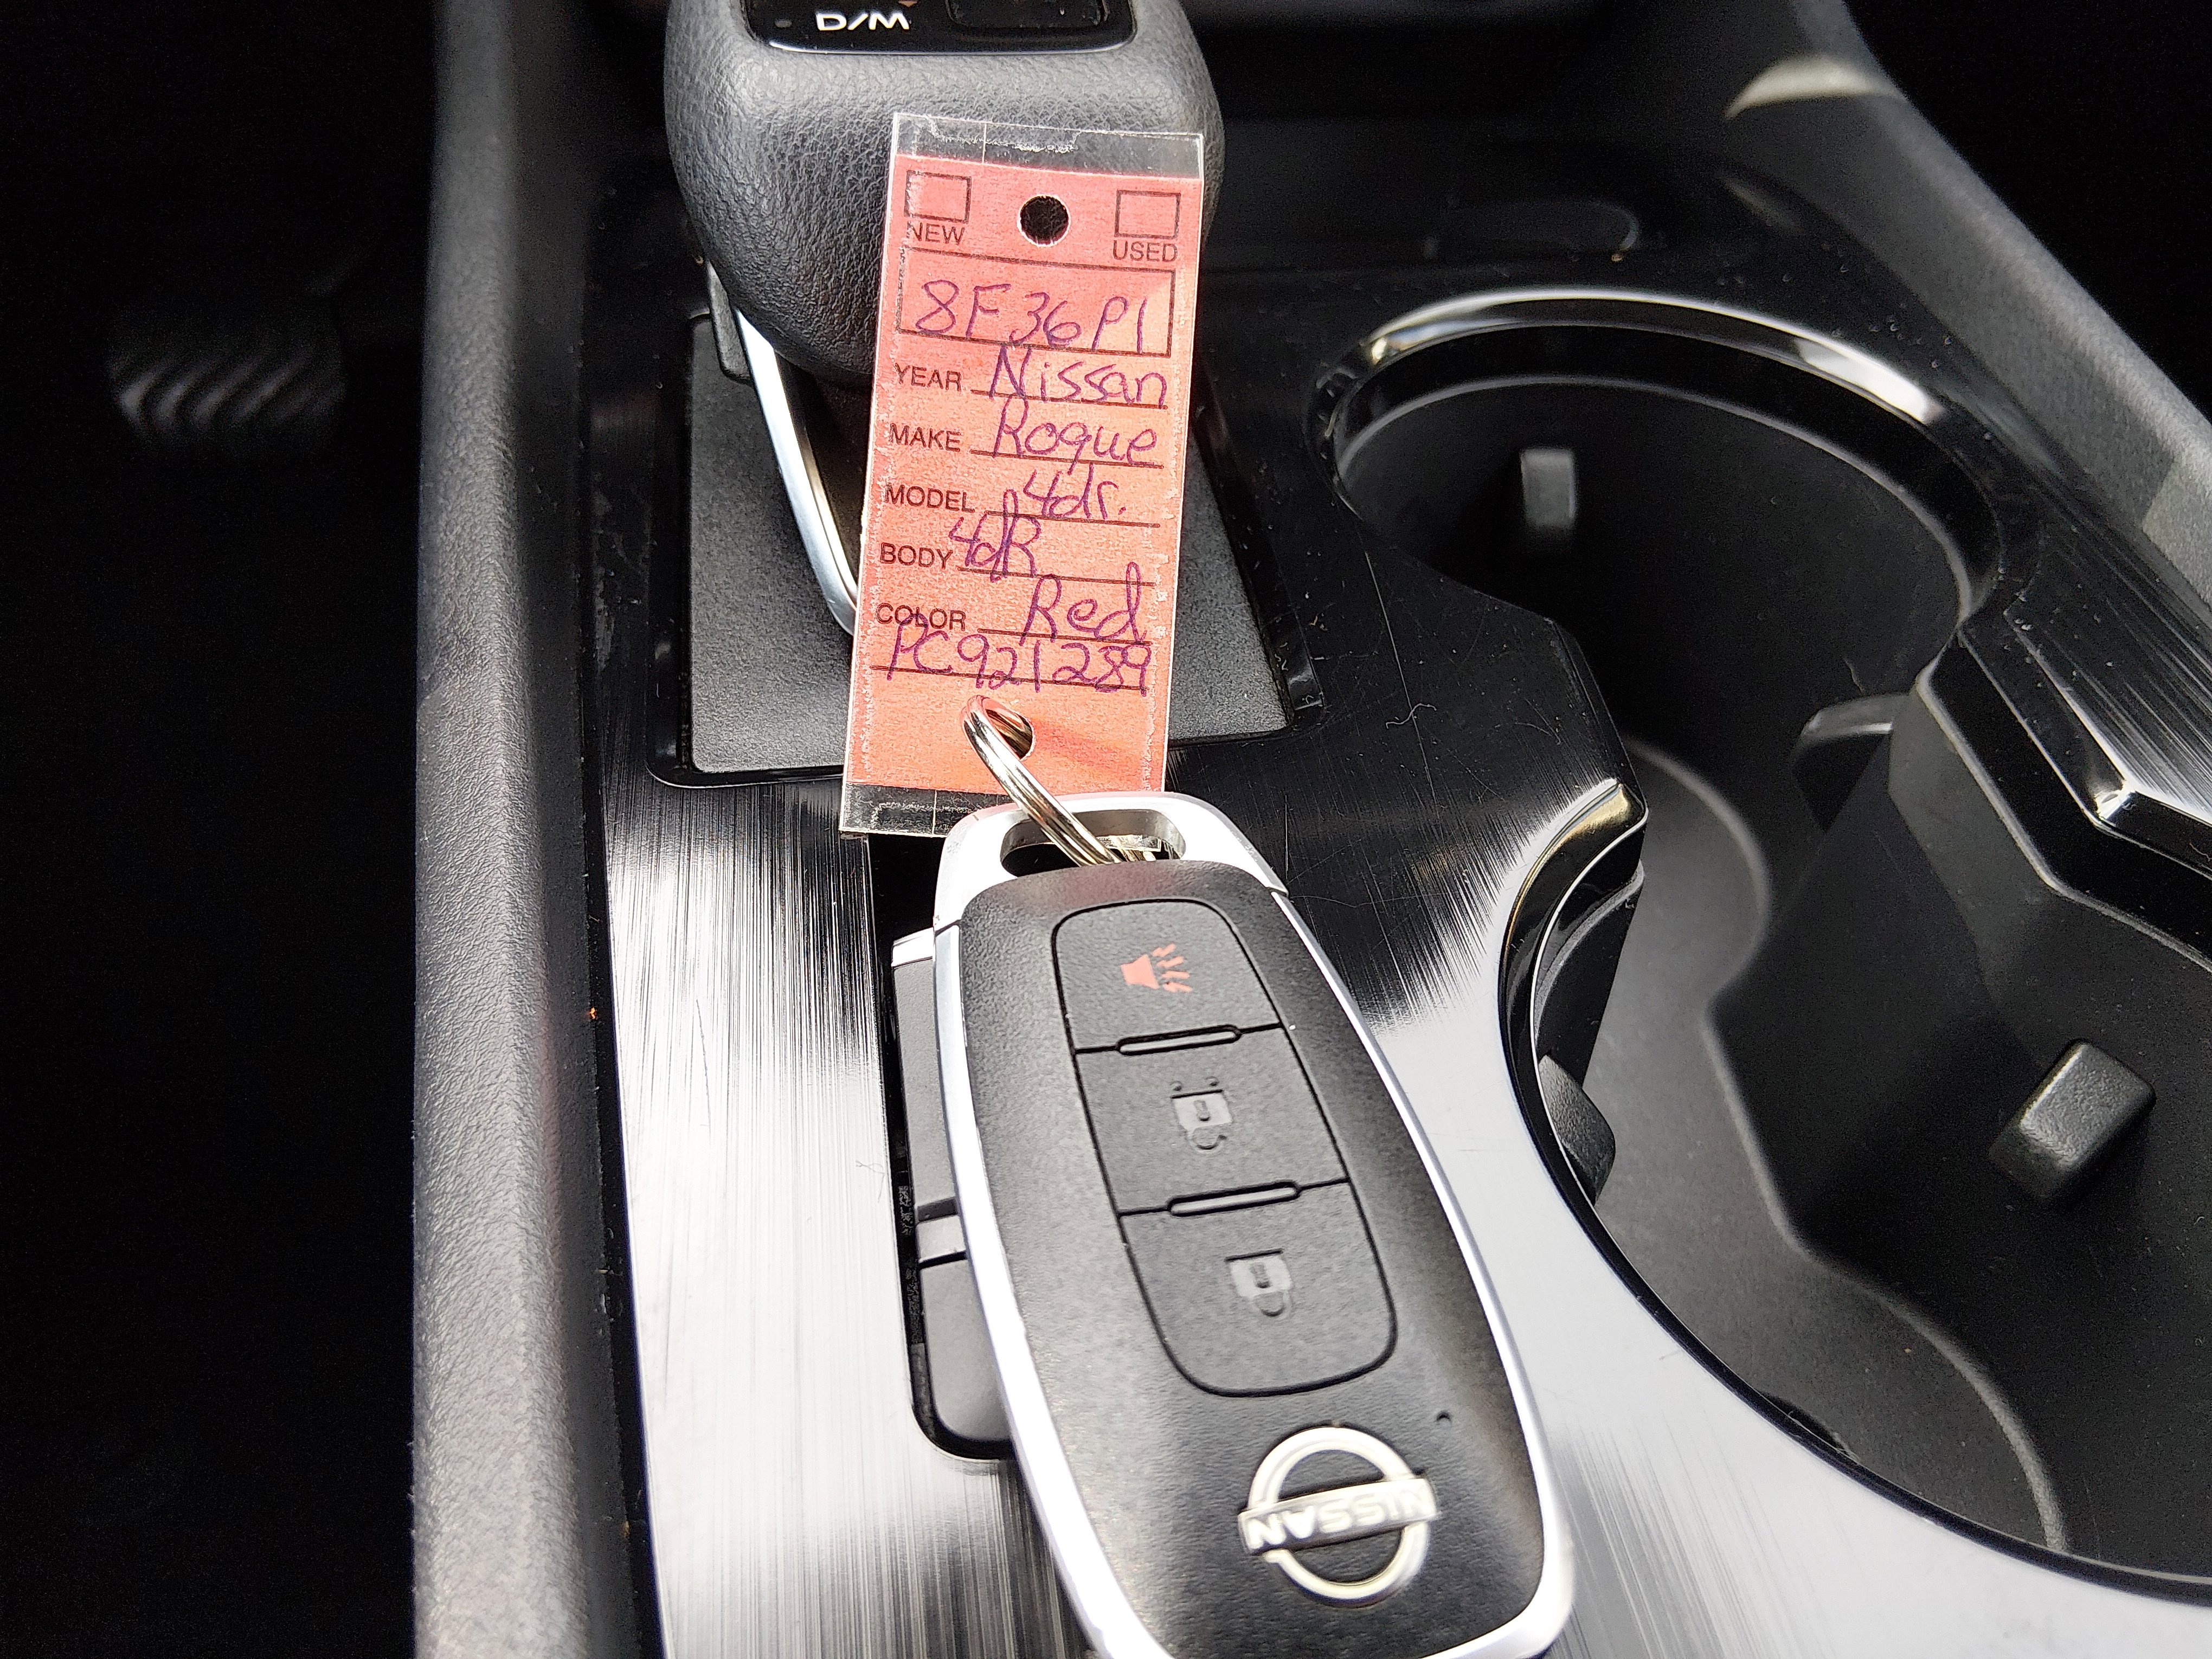 D/M
NEW
USED
8F36P1
YEAR Nissan
MAKE Rogue
MODEL 4dr.
BODY 4dR
COLOR Red
PC921289
NISSAN